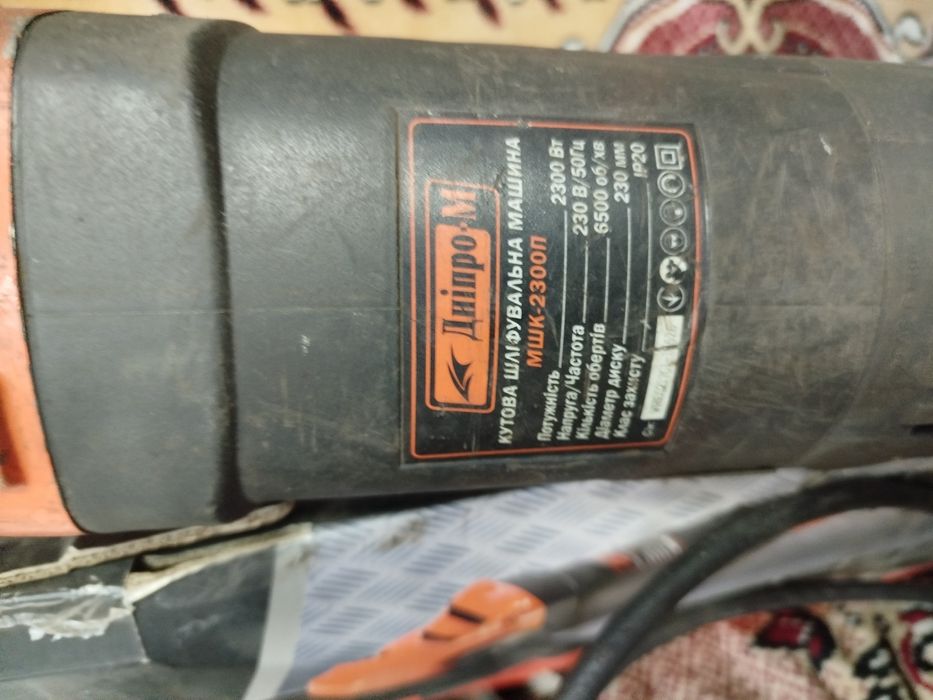 Дніпро·М
КУТОВА ШЛІФУВАЛЬНА МАШИНА
МШК-2300П
Потужність 2300 Вт
Напруга/Частота 230 В/50Гц
Кількість обертів 6500 об/хв
Діаметр диску 230 мм
Клас захисту IP20